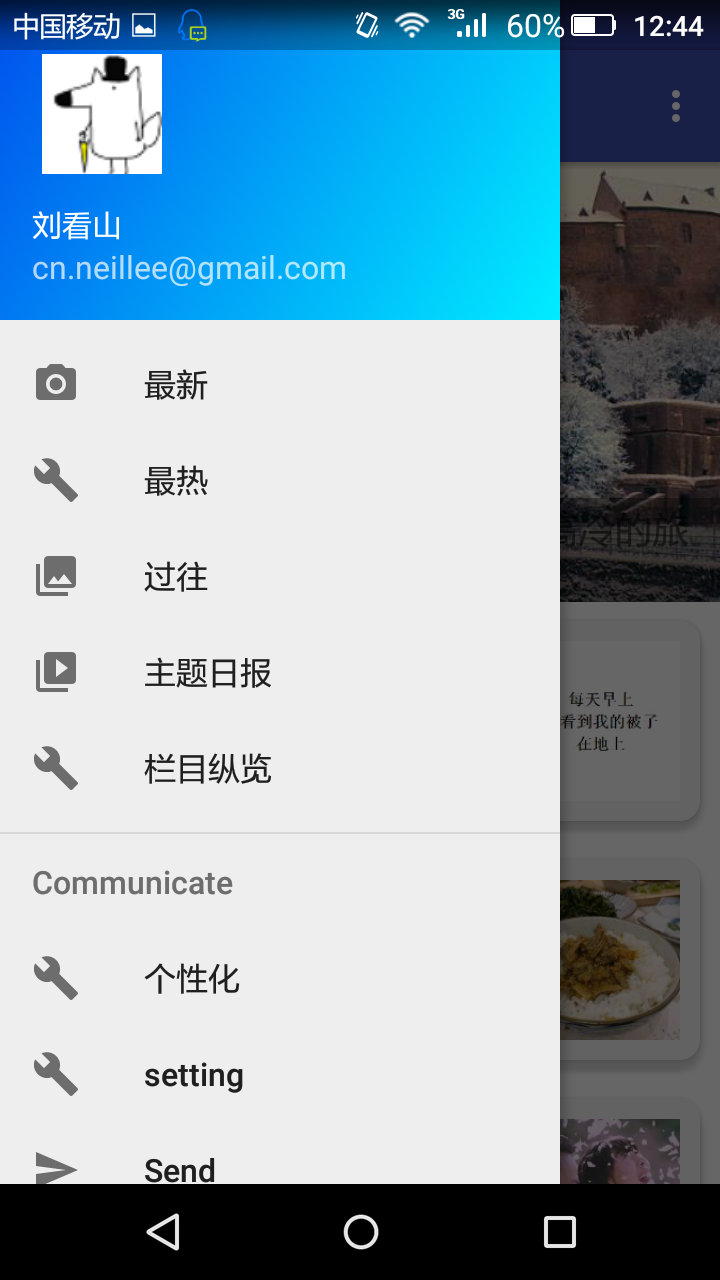 中国移动 3G 60% 12:44
刘看山
cn.neillee@gmail.com
最新
最热
过往
主题日报
栏目纵览
Communicate
个性化
setting
Send
冷的旅
每天早上
看到我的被子
在地上